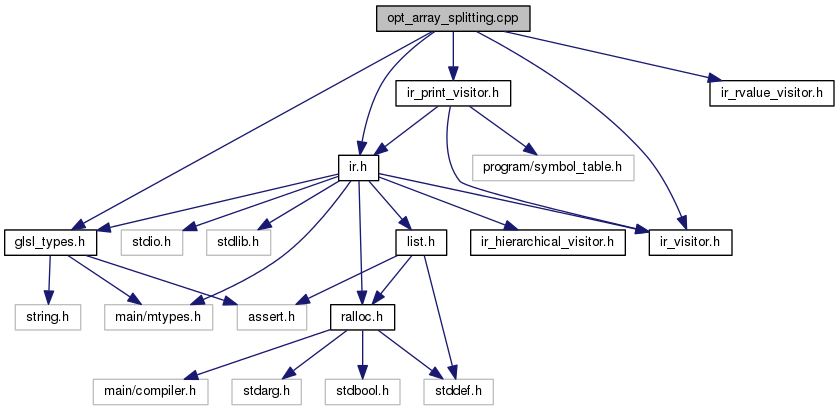 opt_array_splitting.cpp
ir_print_visitor.h
ir_rvalue_visitor.h
ir.h
program/symbol_table.h
glsl_types.h
stdio.h
stdlib.h
list.h
ir_hierarchical_visitor.h
ir_visitor.h
string.h
main/mtypes.h
assert.h
ralloc.h
main/compiler.h
stdarg.h
stdbool.h
stddef.h